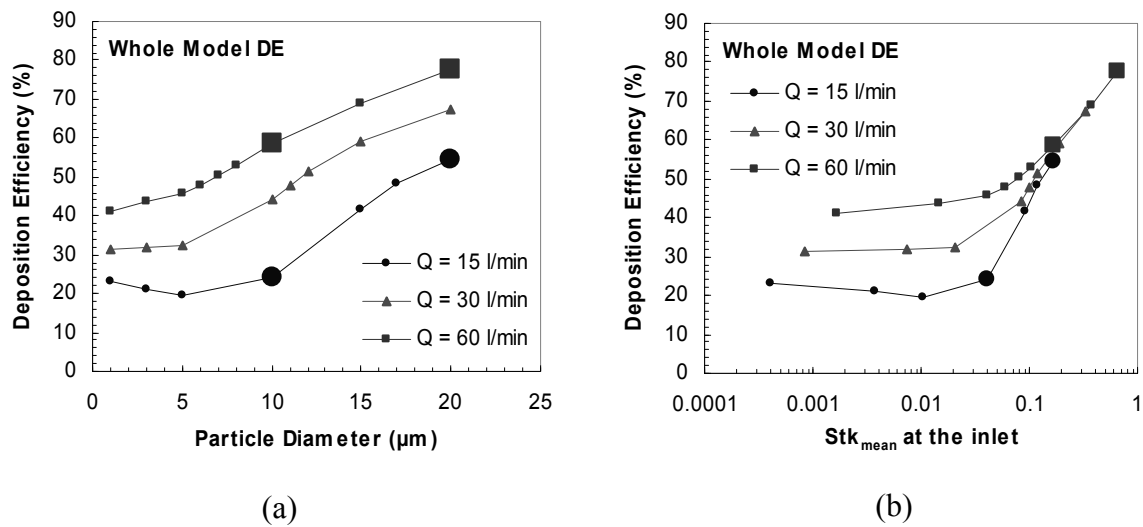 90
80
70
60
50
40
30
20
10
0
Deposition Efficiency (%)
Whole Model DE
Q = 15 l/min
Q = 30 l/min
Q = 60 l/min
0 5 10 15 20 25
Particle Diameter (µm)
(a)
90
80
70
60
50
40
30
20
10
0
Deposition Efficiency (%)
Whole Model DE
Q = 15 l/min
Q = 30 l/min
Q = 60 l/min
0.0001 0.001 0.01 0.1 1
Stkmean at the inlet
(b)